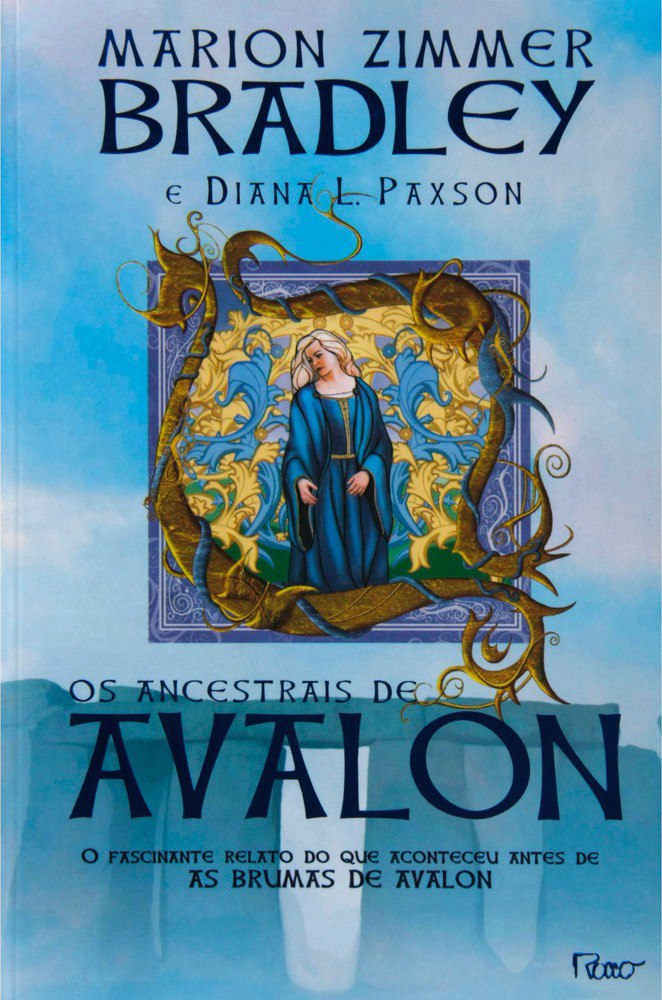 MARION ZIMMER
BRADLEY
E DIANA L. PAXSON
OS ANCESTRAIS DE
AVALON
O FASCINANTE RELATO DO QUE ACONTECEU ANTES DE
AS BRUMAS DE AVALON
Rocco